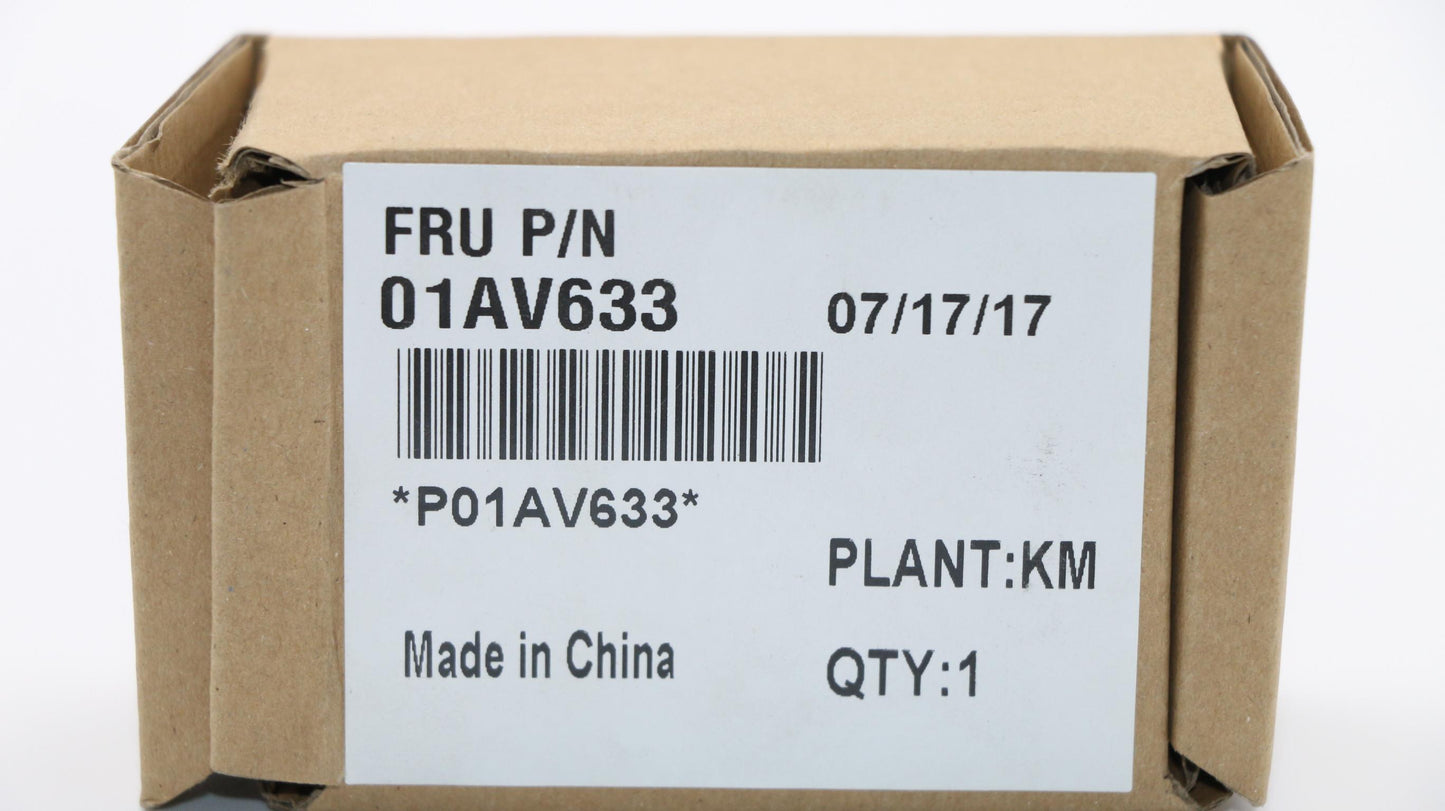 FRU P/N
01AV633 07/17/17
*P01AV633*
PLANT:KM
Made in China QTY:1